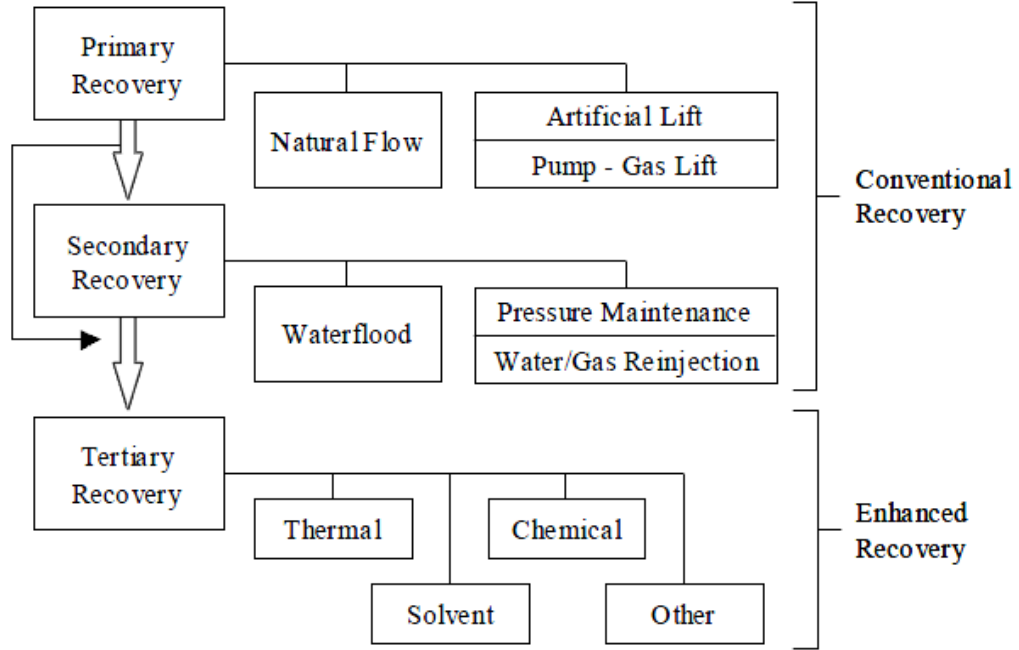 Primary
Recovery
Natural Flow
Artificial Lift
Pump - Gas Lift
Conventional
Recovery
Secondary
Recovery
Waterflood
Pressure Maintenance
Water/Gas Reinjection
Tertiary
Recovery
Thermal
Chemical
Solvent
Other
Enhanced
Recovery